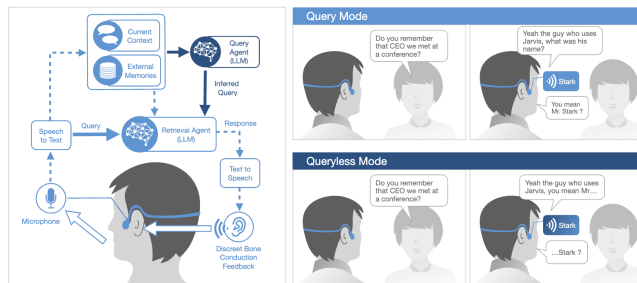 Current
Context
External
Memories
Query
Agent
(LLM)
Inferred
Query
Speech
to Text
Query
Retrieval Agent
(LLM)
Response
Text to
Speech
Microphone
Discreet Bone
Conduction
Feedback
Query Mode
Do you remember
that CEO we met at
a conference?
Yeah the guy who uses
Jarvis, what was his
name?
Stark
You mean
Mr. Stark ?
Queryless Mode
Do you remember
that CEO we met at
a conference?
Yeah the guy who uses
Jarvis, you mean Mr...
Stark
...Stark ?